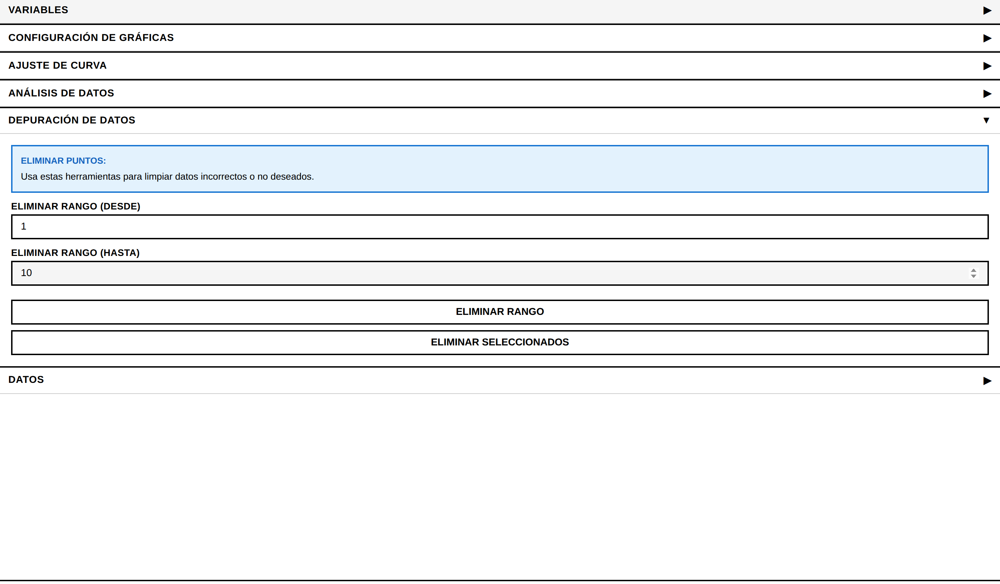 VARIABLES ▶
CONFIGURACIÓN DE GRÁFICAS ▶
AJUSTE DE CURVA ▶
ANÁLISIS DE DATOS ▶
DEPURACIÓN DE DATOS ▼
ELIMINAR PUNTOS:
Usa estas herramientas para limpiar datos incorrectos o no deseados.
ELIMINAR RANGO (DESDE)
1
ELIMINAR RANGO (HASTA)
10
ELIMINAR RANGO
ELIMINAR SELECCIONADOS
DATOS ▶